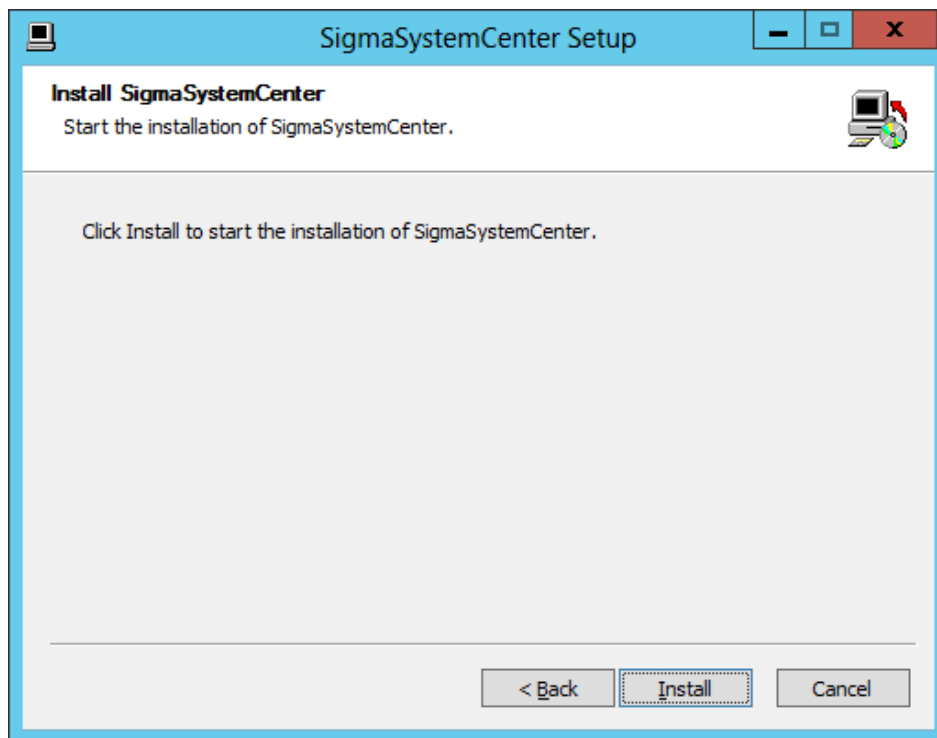 SigmaSystemCenter Setup
x
Install SigmaSystemCenter
Start the installation of SigmaSystemCenter.
Click Install to start the installation of SigmaSystemCenter.
< Back Install Cancel